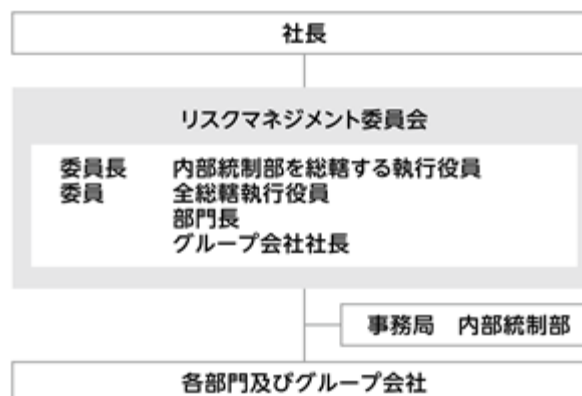 社長
リスクマネジメント委員会
委員長 内部統制部を総轄する執行役員
委員 全総轄執行役員
部門長
グループ会社社長
事務局 内部統制部
各部門及びグループ会社